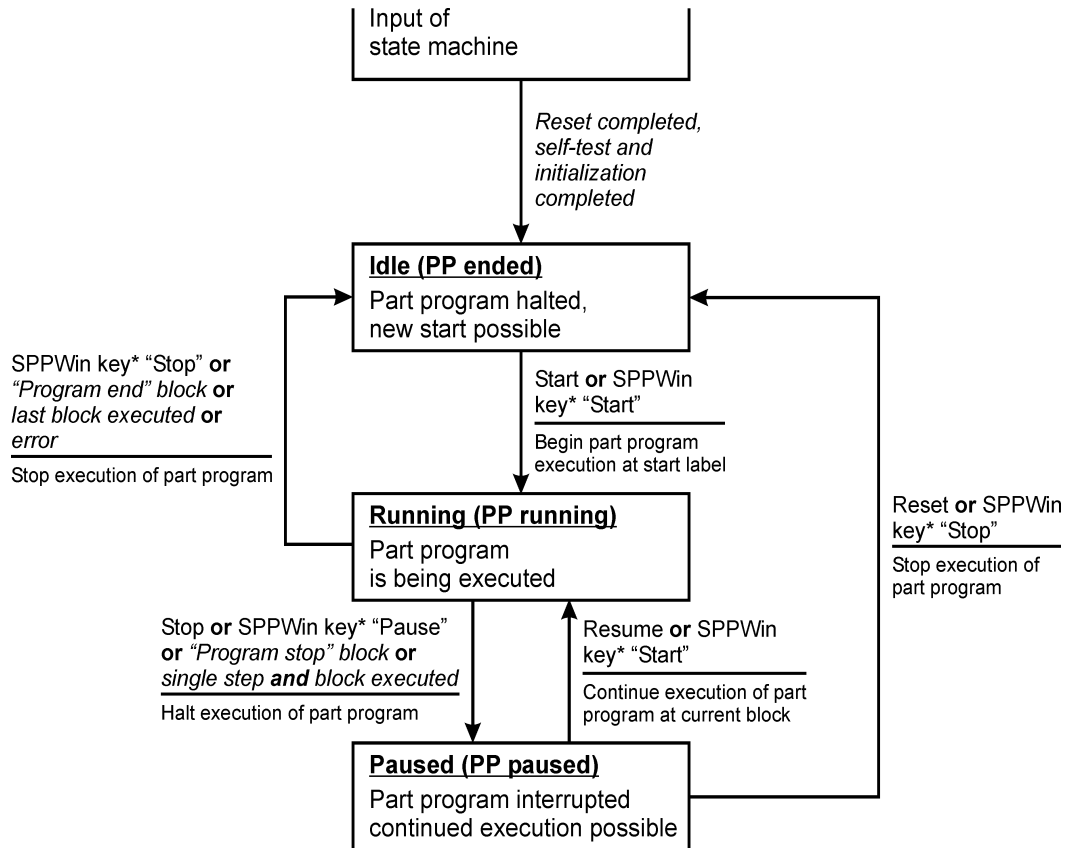 Input of
state machine
Reset completed,
self-test and
initialization
completed
Idle (PP ended)
Part program halted,
new start possible
SPPWin key* “Stop” or
“Program end” block or
last block executed or
error
Stop execution of part program
Start or SPPWin
key* “Start”
Begin part program
execution at start label
Running (PP running)
Part program
is being executed
Reset or SPPWin
key* “Stop”
Stop execution of
part program
Stop or SPPWin key* “Pause”
or “Program stop” block or
single step and block executed
Halt execution of part program
Resume or SPPWin
key* “Start”
Continue execution of part
program at current block
Paused (PP paused)
Part program interrupted
continued execution possible